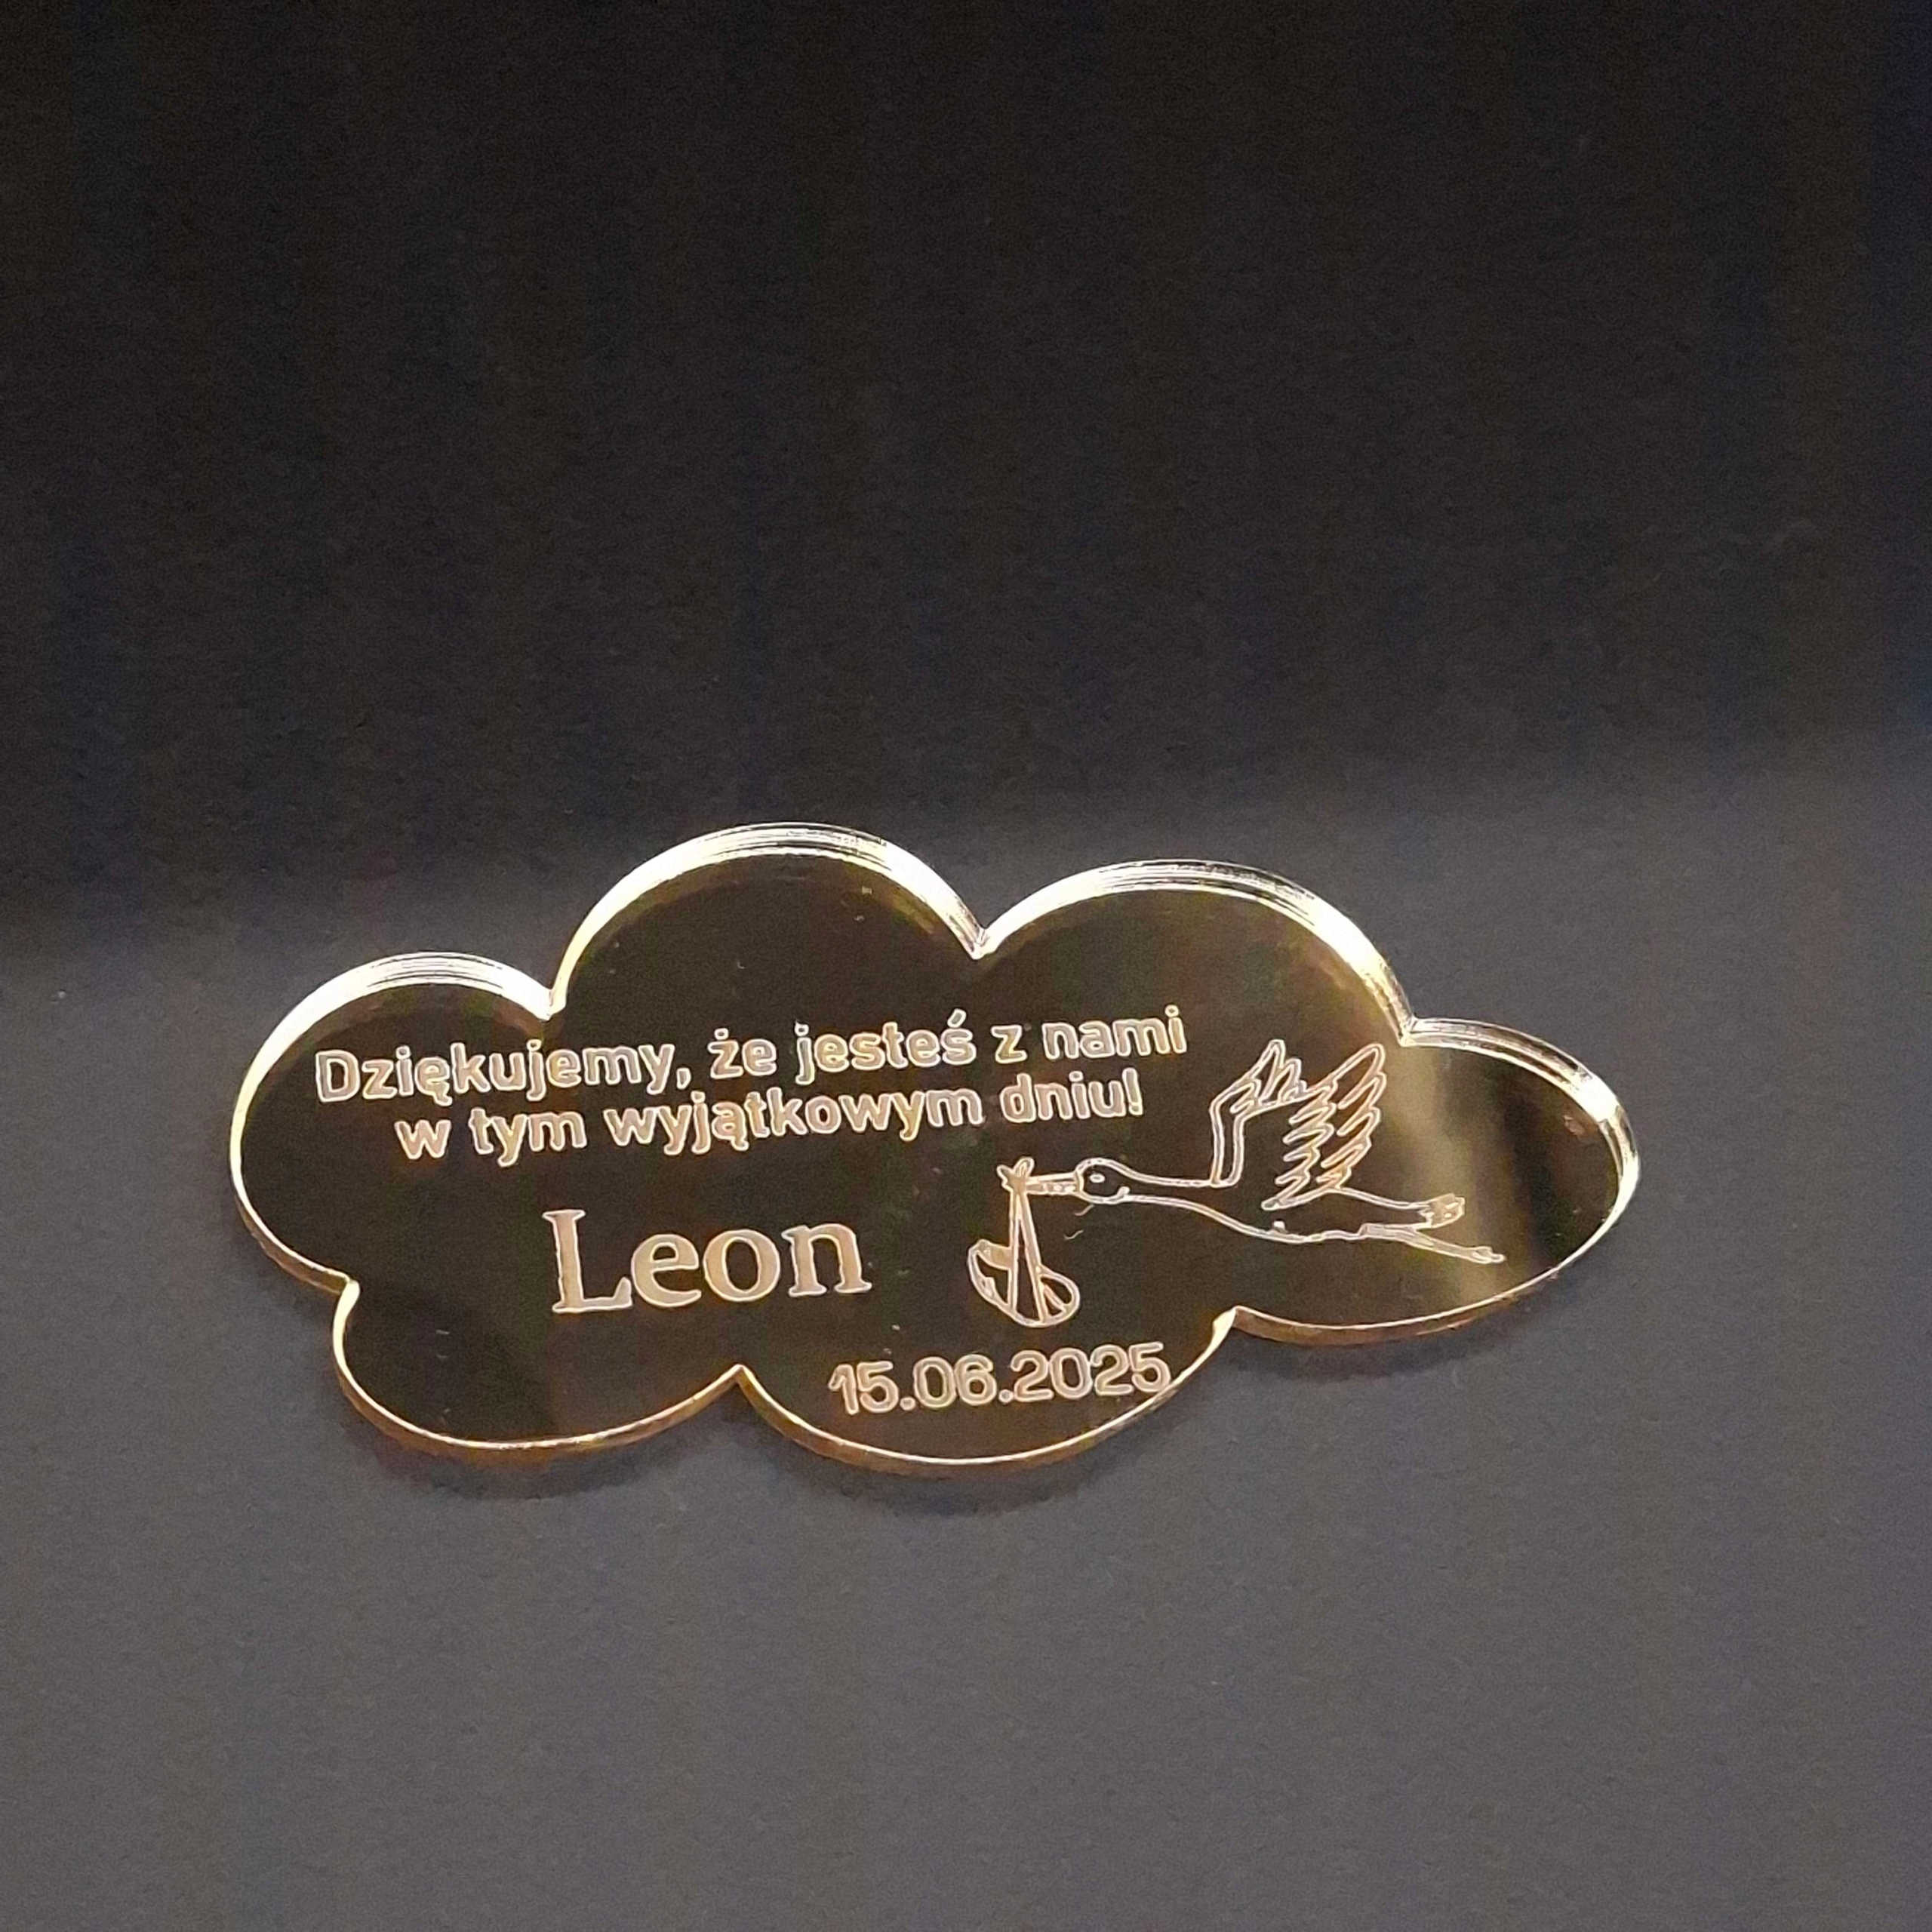 Dziękujemy, że jesteś z nami
w tym wyjątkowym dniu!
Leon
15.06.2025